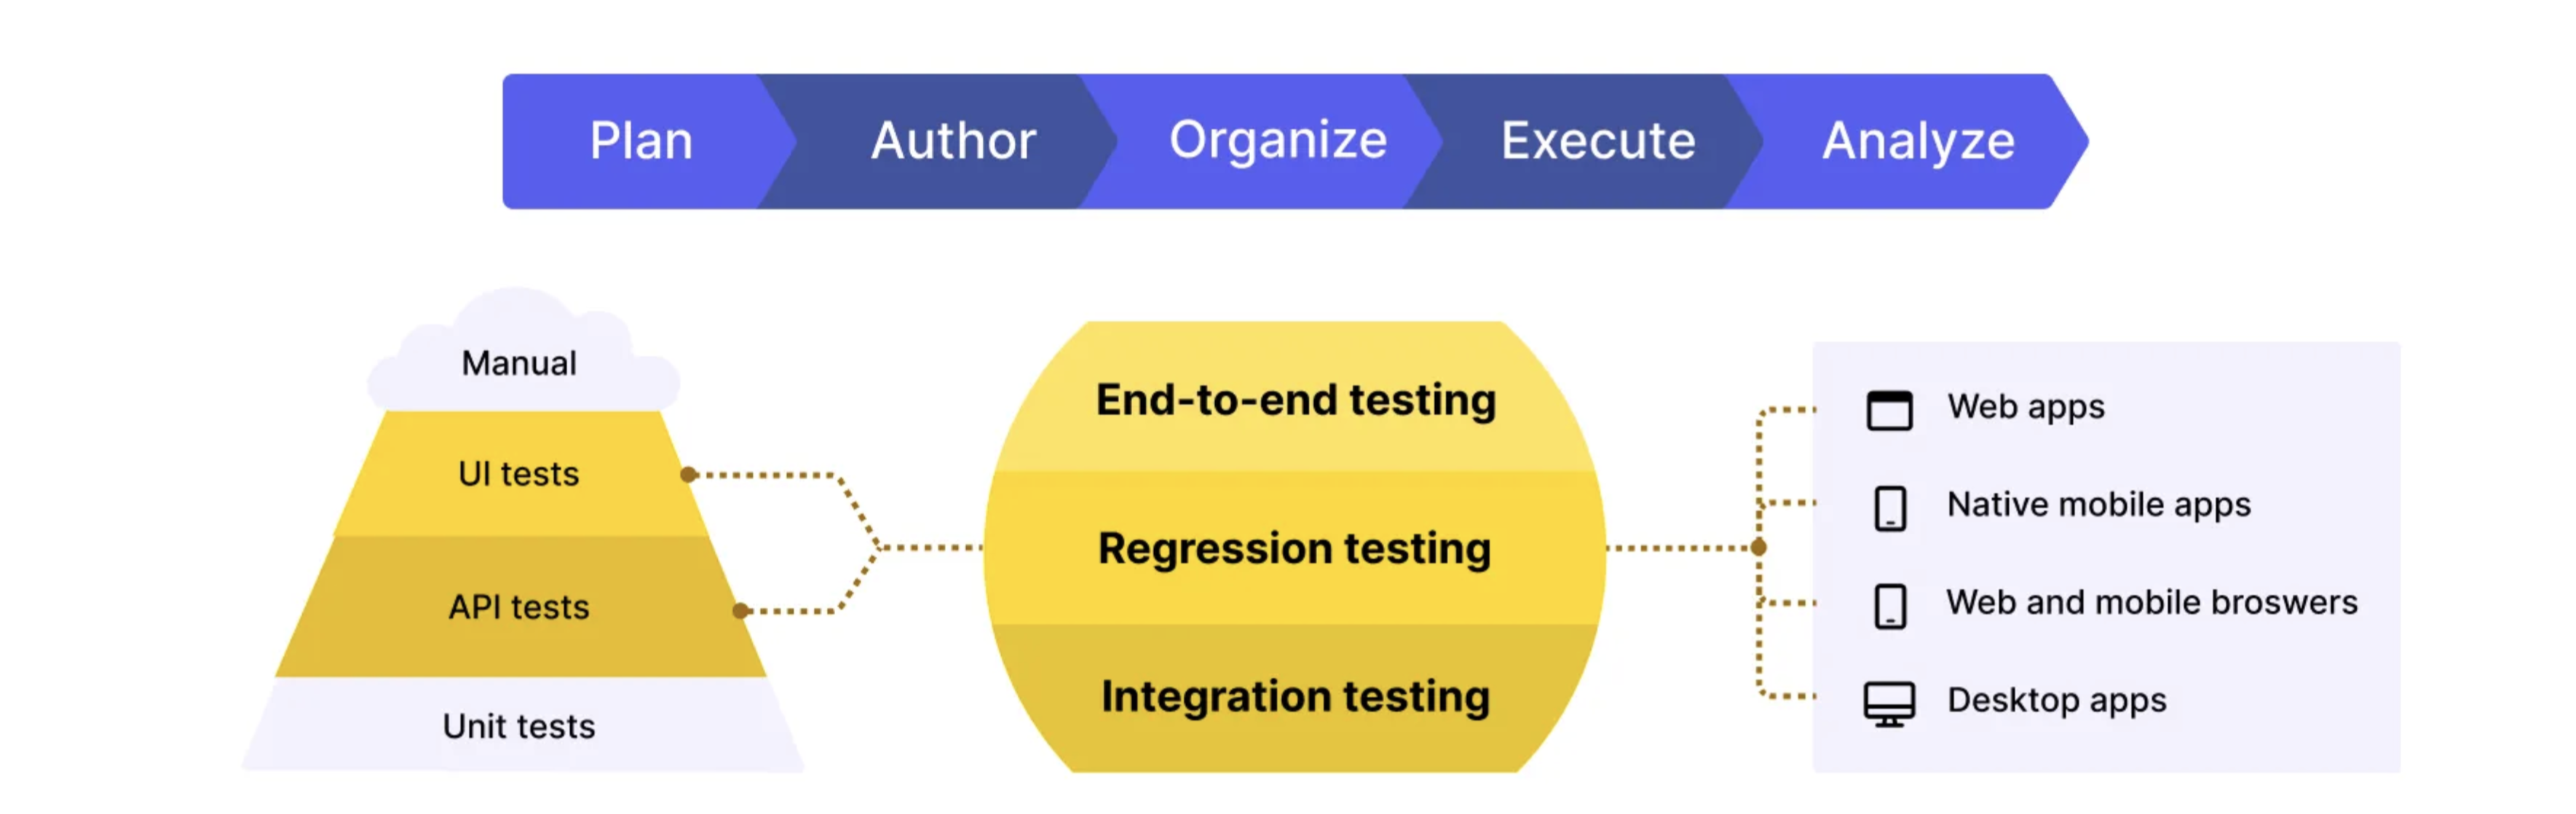 Plan
Author
Organize
Execute
Analyze
Manual
UI tests
API tests
Unit tests
End-to-end testing
Regression testing
Integration testing
Web apps
Native mobile apps
Web and mobile broswers
Desktop apps